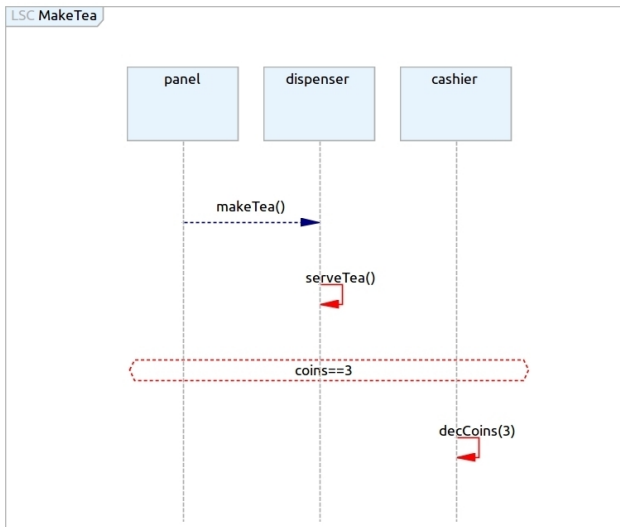 LSC MakeTea
panel dispenser cashier
makeTea()
serveTea()
coins==3
decCoins(3)